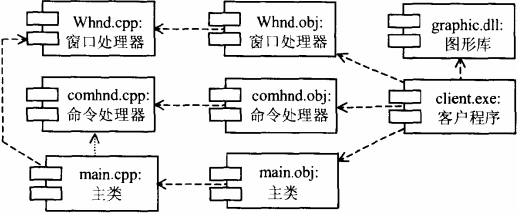 Whnd.cpp:
窗口处理器
Whnd.obj:
窗口处理器
graphic.dll:
图形库
comhnd.cpp:
命令处理器
comhnd.obj:
命令处理器
client.exe:
客户程序
main.cpp:
主类
main.obj:
主类